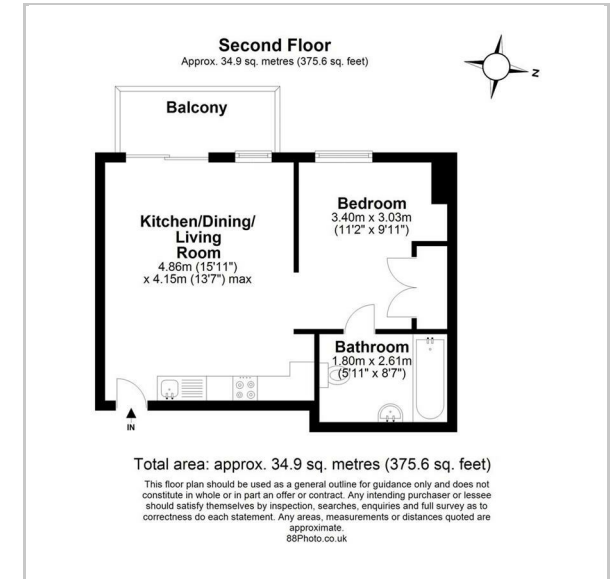 Second Floor
Approx. 34.9 sq. metres (375.6 sq. feet)
Z
Balcony
Kitchen/Dining/
Living
Room
4.86m (15'11")
x 4.15m (13'7") max
Bedroom
3.40m x 3.03m
(11'2" x 9'11")
Bathroom
1.80m x 2.61m
(5'11" x 8'7")
IN
Total area: approx. 34.9 sq. metres (375.6 sq. feet)
This floor plan should be used as a general outline for guidance only and does not
constitute in whole or in part an offer or contract. Any intending purchaser or lessee
should satisfy themselves by inspection, searches, enquiries and full survey as to
correctness do each statement. Any areas, measurements or distances quoted are
approximate.
88Photo.co.uk